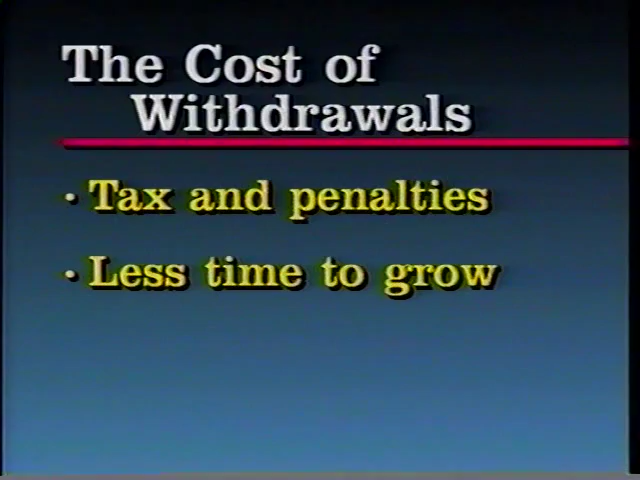 The Cost of
Withdrawals
· Tax and penalties
· Less time to grow